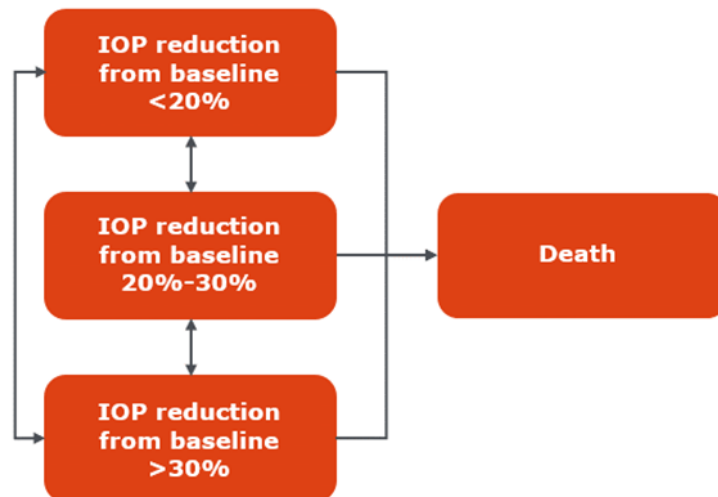 IOP reduction
from baseline
<20%
IOP reduction
from baseline
20%-30%
Death
IOP reduction
from baseline
>30%